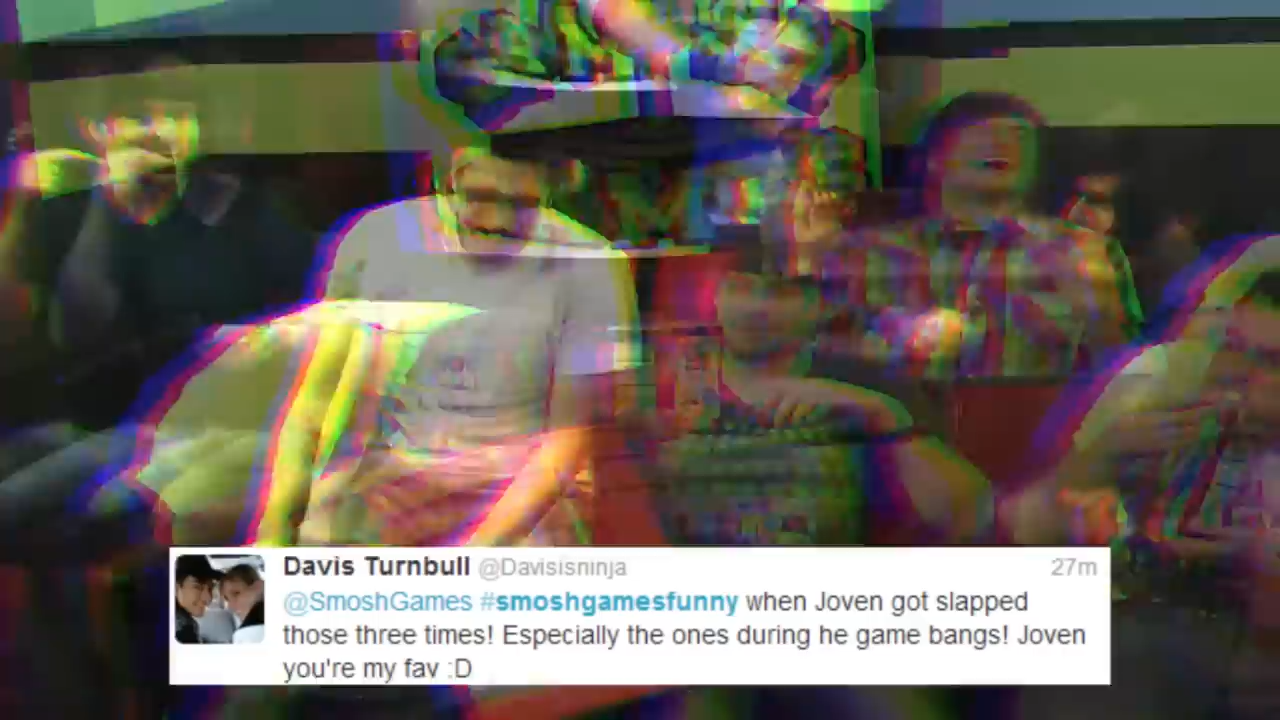 Davis Turnbull @Davisisninja 27m
@SmoshGames #smoshgamesfunny when Joven got slapped
those three times! Especially the ones during he game bangs! Joven
you're my fav :D